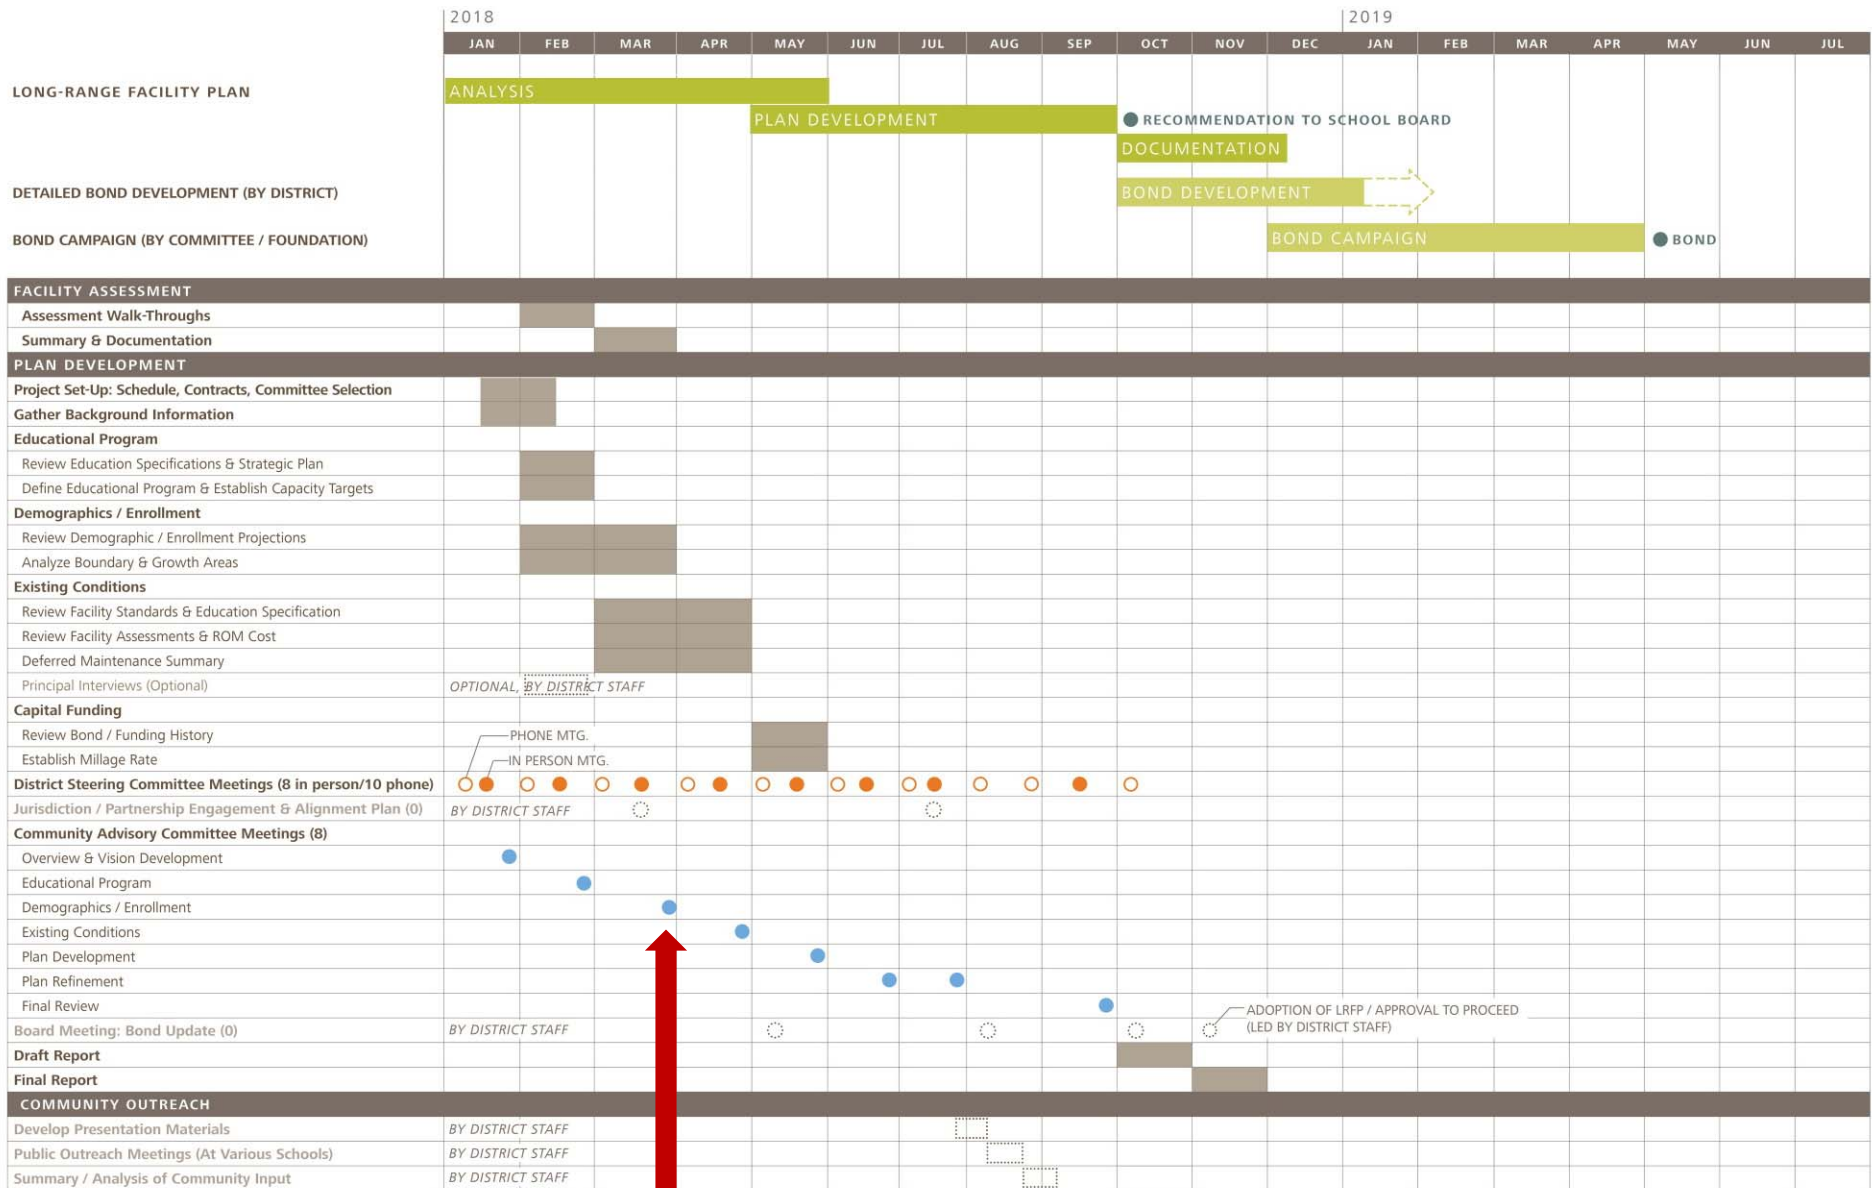 2018 2019
JAN FEB MAR APR MAY JUN JUL AUG SEP OCT NOV DEC JAN FEB MAR APR MAY JUN JUL
LONG-RANGE FACILITY PLAN ANALYSIS
PLAN DEVELOPMENT RECOMMENDATION TO SCHOOL BOARD
DOCUMENTATION
DETAILED BOND DEVELOPMENT (BY DISTRICT) BOND DEVELOPMENT
BOND CAMPAIGN (BY COMMITTEE / FOUNDATION) BOND CAMPAIGN BOND
FACILITY ASSESSMENT
Assessment Walk-Throughs
Summary & Documentation
PLAN DEVELOPMENT
Project Set-Up: Schedule, Contracts, Committee Selection
Gather Background Information
Educational Program
Review Education Specifications & Strategic Plan
Define Educational Program & Establish Capacity Targets
Demographics / Enrollment
Review Demographic / Enrollment Projections
Analyze Boundary & Growth Areas
Existing Conditions
Review Facility Standards & Education Specification
Review Facility Assessments & ROM Cost
Deferred Maintenance Summary
Principal Interviews (Optional) OPTIONAL, BY DISTRICT STAFF
Capital Funding
Review Bond / Funding History PHONE MTG.
Establish Millage Rate IN PERSON MTG.
District Steering Committee Meetings (8 in person/10 phone)
Jurisdiction / Partnership Engagement & Alignment Plan (0) BY DISTRICT STAFF
Community Advisory Committee Meetings (8)
Overview & Vision Development
Educational Program
Demographics / Enrollment
Existing Conditions
Plan Development
Plan Refinement
Final Review ADOPTION OF LRFP / APPROVAL TO PROCEED
Board Meeting: Bond Update (0) BY DISTRICT STAFF (LED BY DISTRICT STAFF)
Draft Report
Final Report
COMMUNITY OUTREACH
Develop Presentation Materials BY DISTRICT STAFF
Public Outreach Meetings (At Various Schools) BY DISTRICT STAFF
Summary / Analysis of Community Input BY DISTRICT STAFF